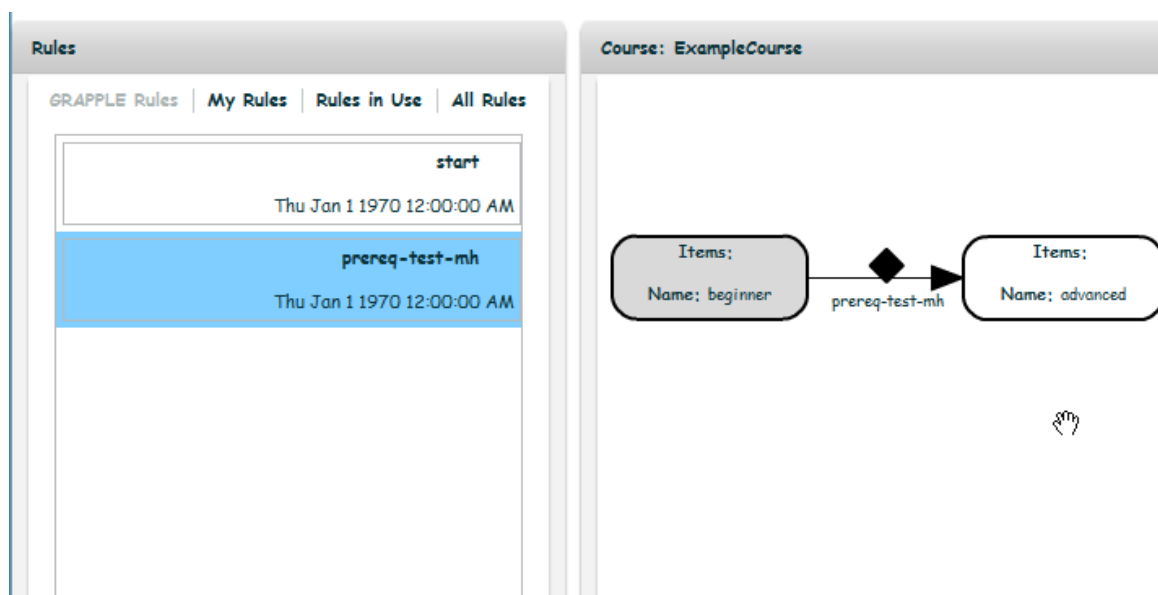 Rules
GRAPPLE Rules My Rules Rules in Use All Rules
start
Thu Jan 1 1970 12:00:00 AM
prereq-test-mh
Thu Jan 1 1970 12:00:00 AM
Course: ExampleCourse
Items:
Name: beginner
prereq-test-mh
Items:
Name: advanced